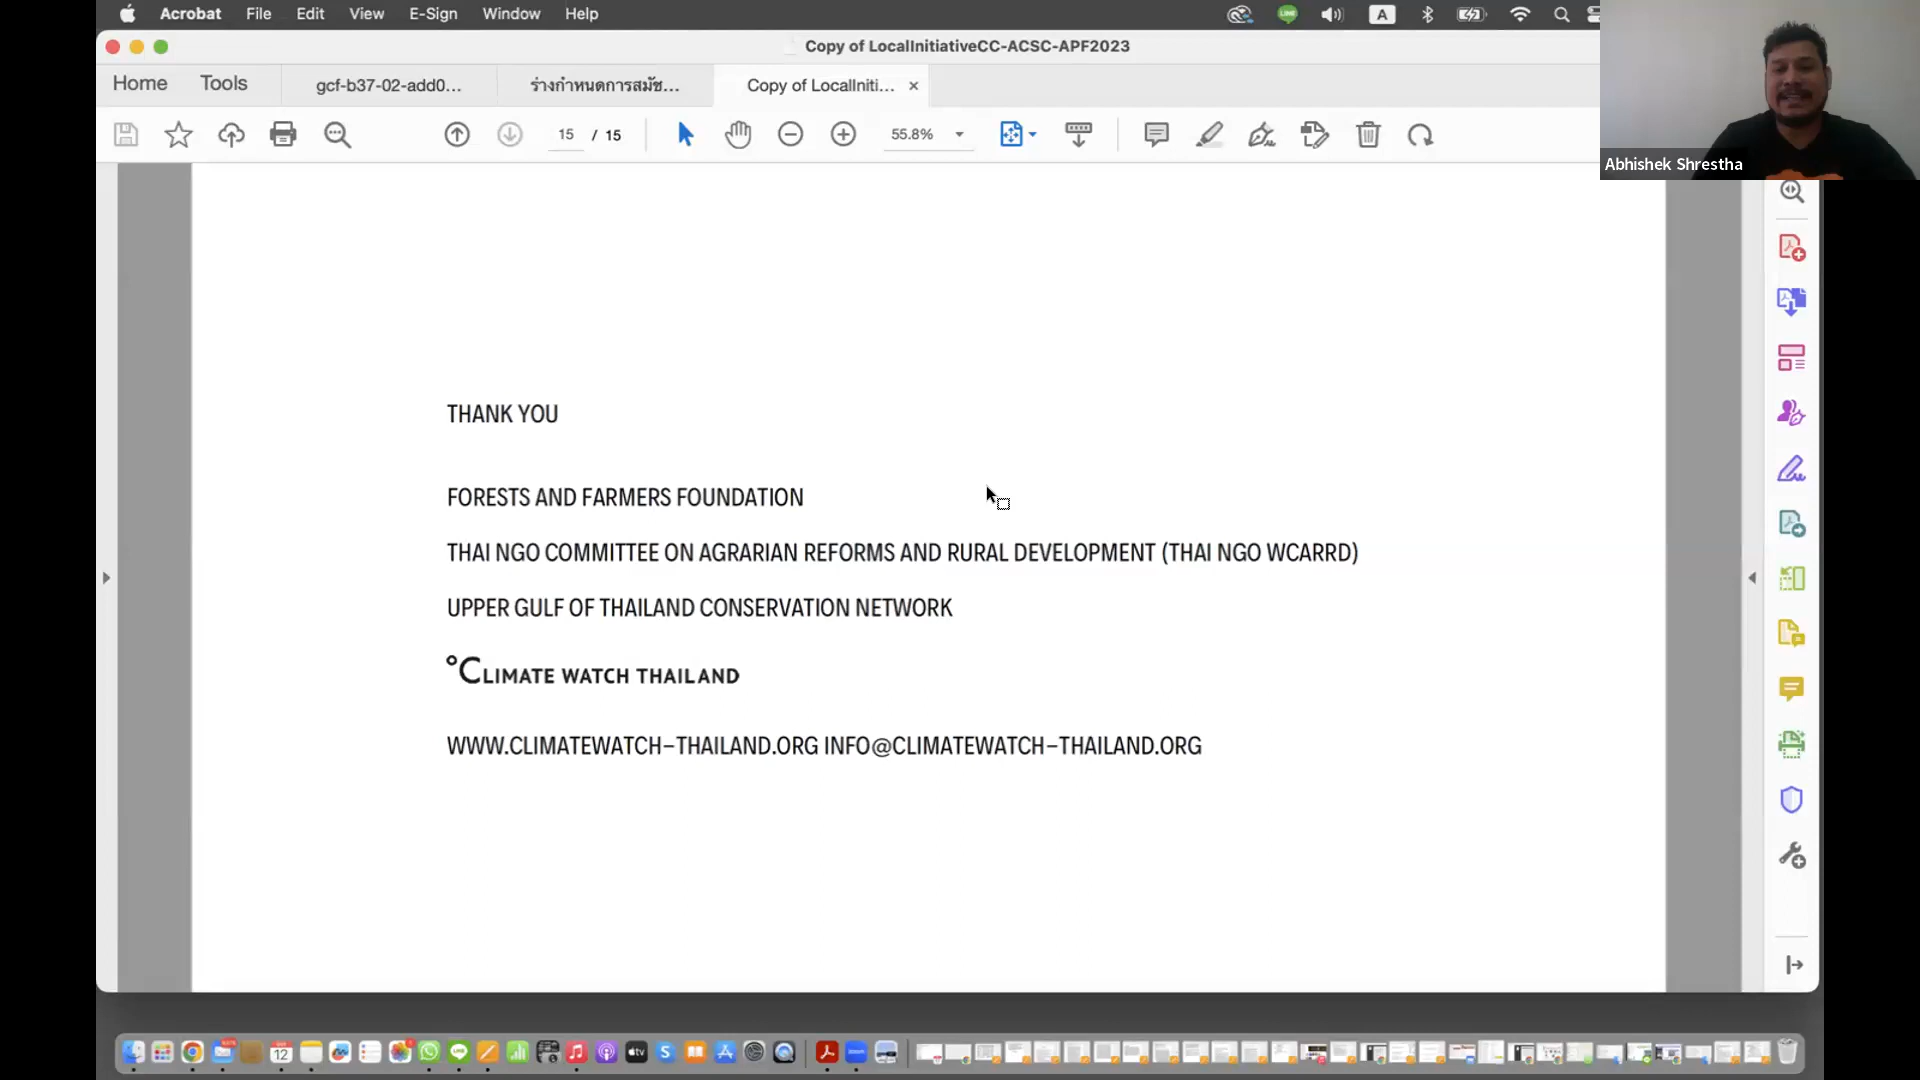 Acrobat File Edit View E-Sign Window Help
A
Copy of LocalInitiativeCC-ACSC-APF2023
Home Tools gcf-b37-02-add0... ร่างกำหนดการสมัช... Copy of LocalIniti...
15 / 15 55.8%
Abhishek Shrestha
THANK YOU
FORESTS AND FARMERS FOUNDATION
THAI NGO COMMITTEE ON AGRARIAN REFORMS AND RURAL DEVELOPMENT (THAI NGO WCARRD)
UPPER GULF OF THAILAND CONSERVATION NETWORK
°CLIMATE WATCH THAILAND
WWW.CLIMATEWATCH-THAILAND.ORG INFO@CLIMATEWATCH-THAILAND.ORG
12 tv zoom